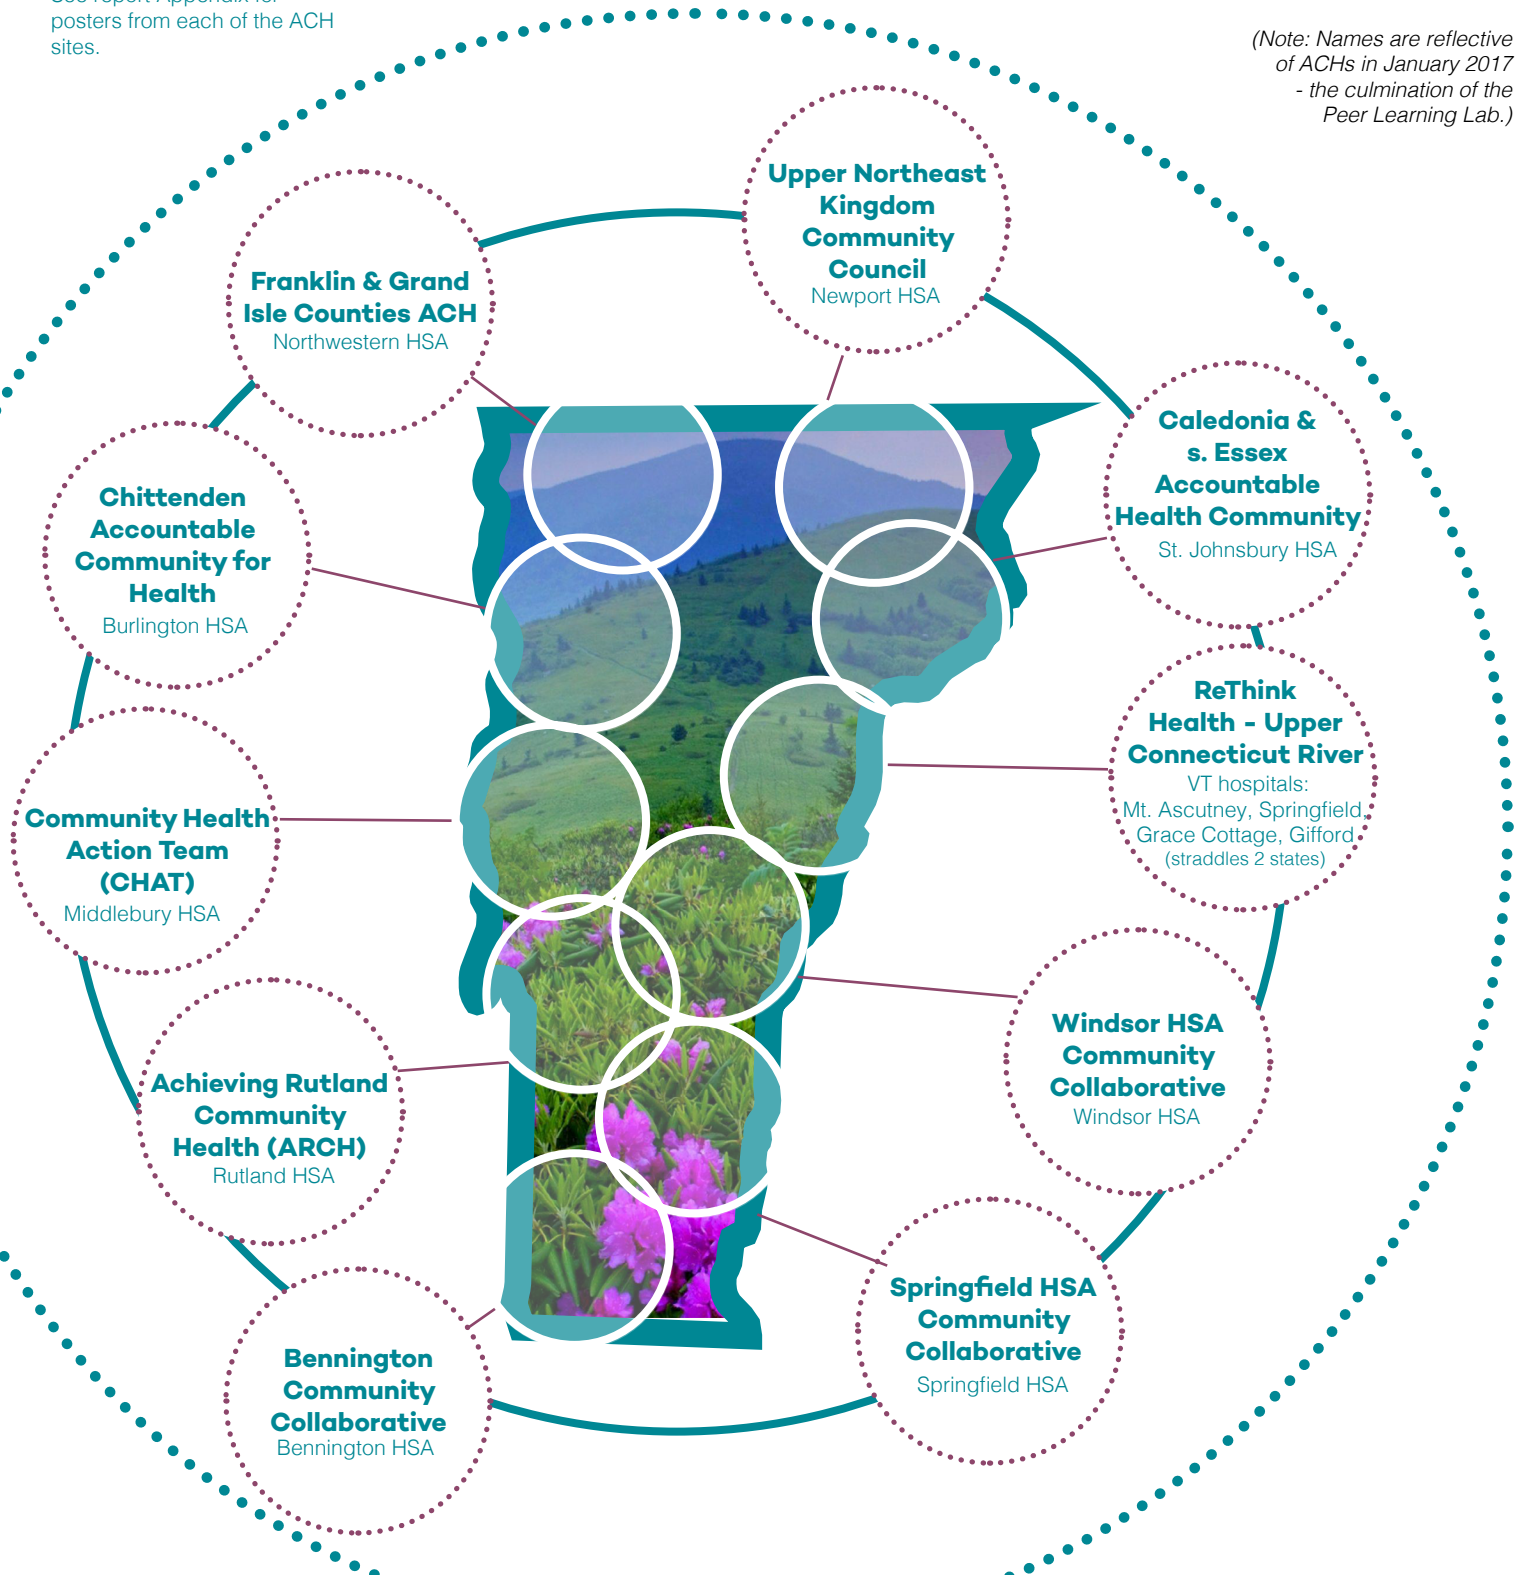 posters from each of the ACH
sites.
(Note: Names are reflective
of ACHs in January 2017
- the culmination of the
Peer Learning Lab.)
Upper Northeast
Kingdom
Community
Council
Newport HSA
Franklin & Grand
Isle Counties ACH
Northwestern HSA
Caledonia &
s. Essex
Accountable
Health Community
St. Johnsbury HSA
Chittenden
Accountable
Community for
Health
Burlington HSA
ReThink
Health - Upper
Connecticut River
VT hospitals:
Mt. Ascutney, Springfield,
Grace Cottage, Gifford
(straddles 2 states)
Community Health
Action Team
(CHAT)
Middlebury HSA
Windsor HSA
Community
Collaborative
Windsor HSA
Achieving Rutland
Community
Health (ARCH)
Rutland HSA
Springfield HSA
Community
Collaborative
Springfield HSA
Bennington
Community
Collaborative
Bennington HSA